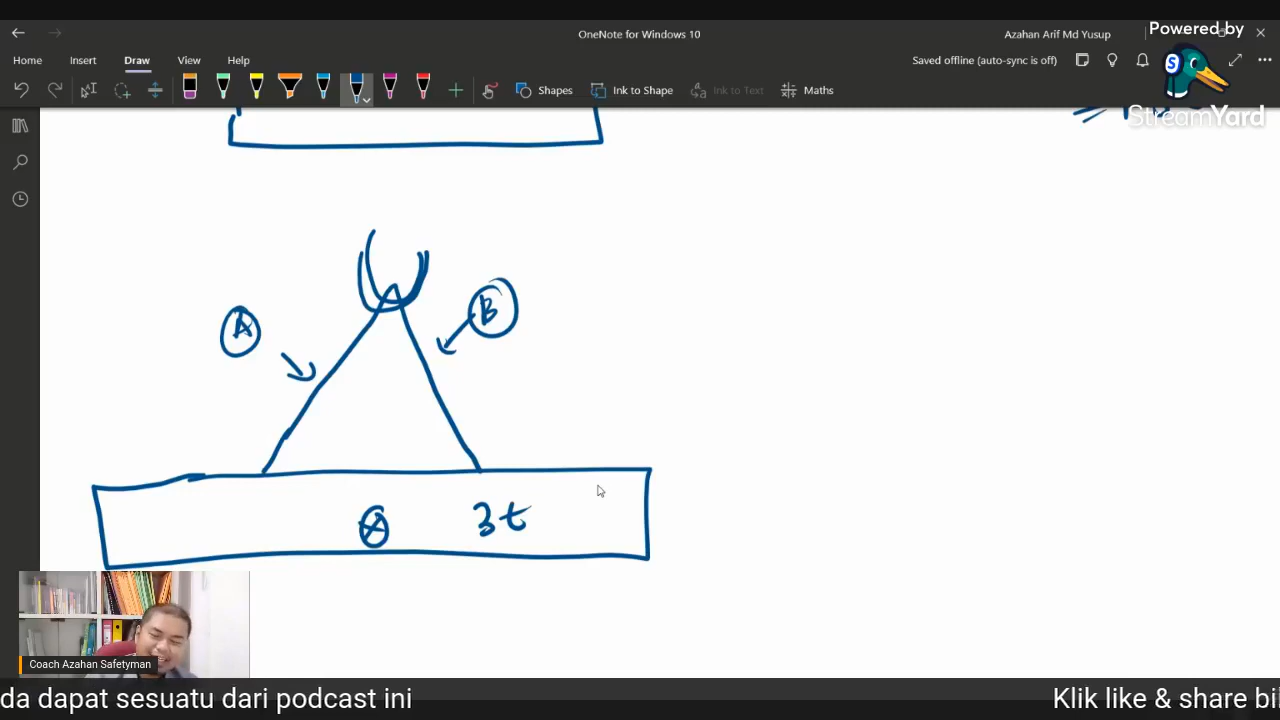 Powered by
OneNote for Windows 10
Azahan Arif Md Yusup
StreamYard
Home
Insert
Draw
View
Help
Saved offline (auto-sync is off)
Shapes
Ink to Shape
Ink to Text
Maths
A
B
3t
Coach Azahan Safetyman
da dapat sesuatu dari podcast ini
Klik like & share bi